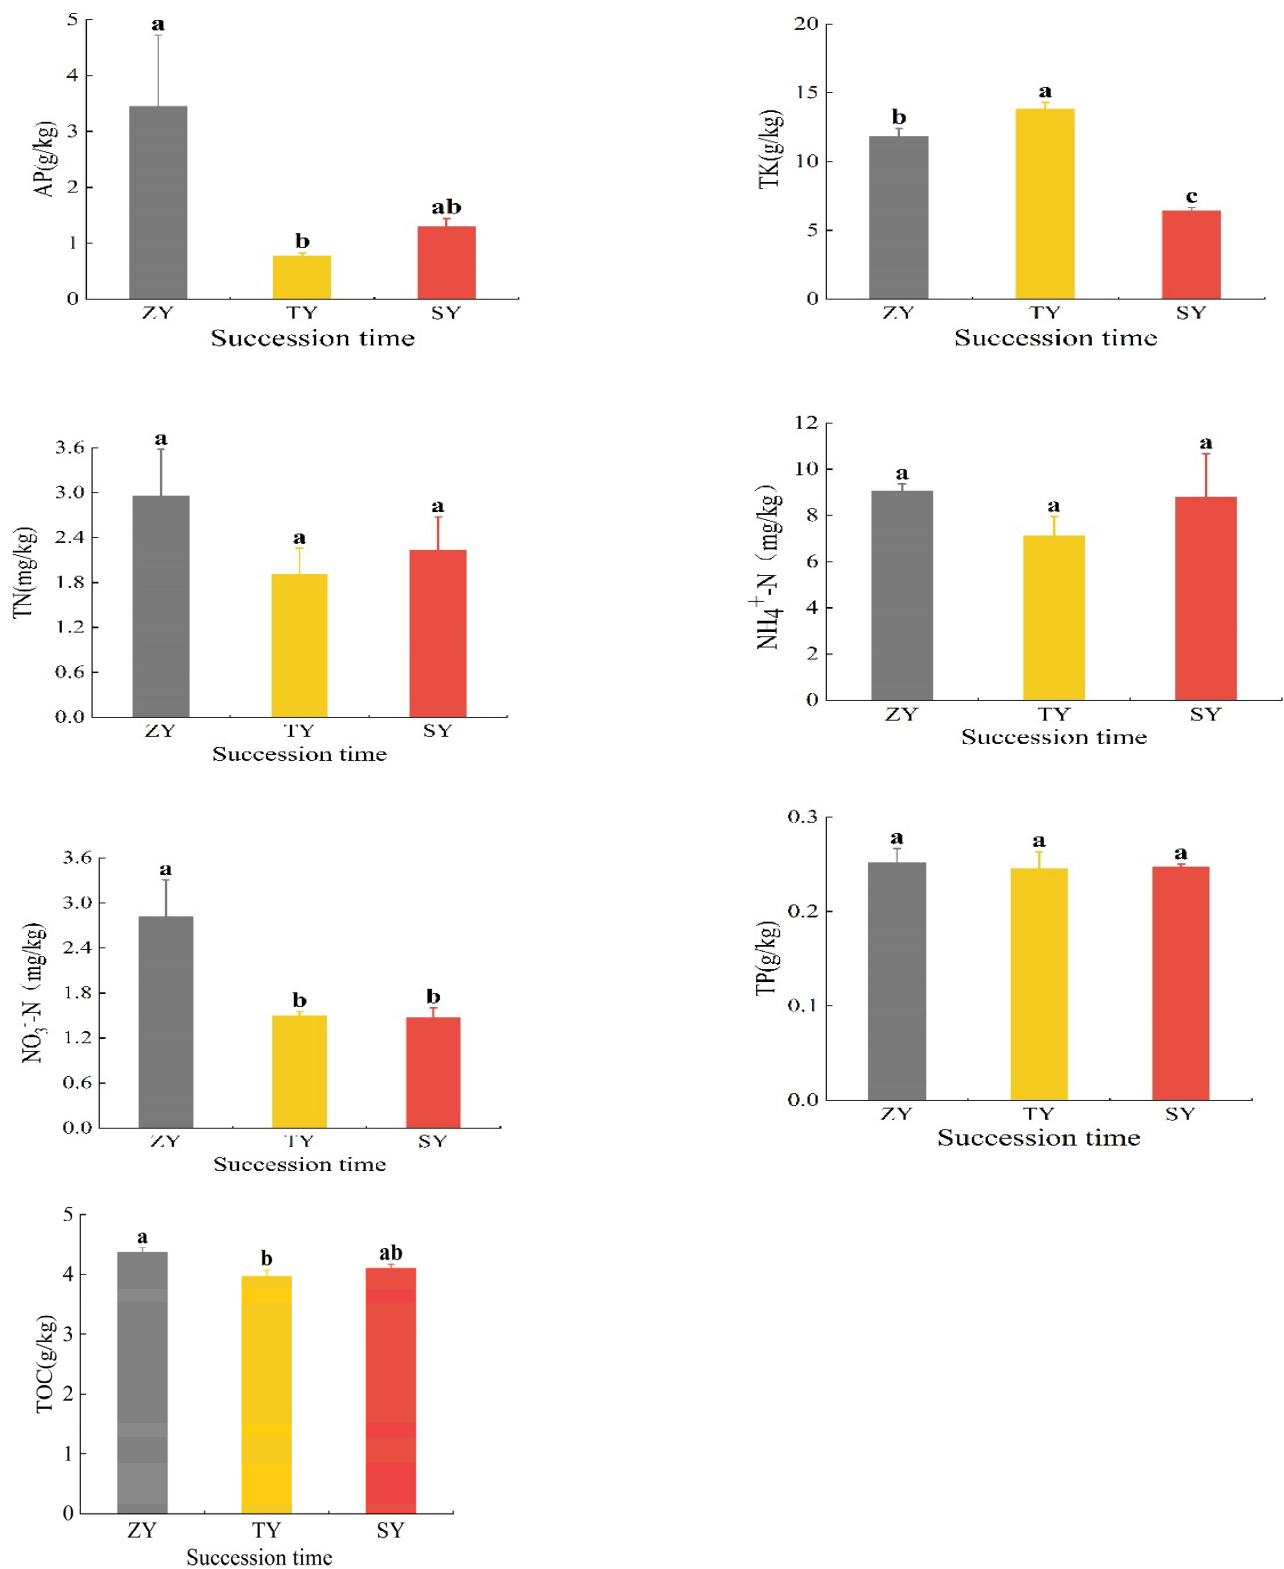 5
4
3
2
1
0
AP(g/kg)
a
b
ab
ZY TY SY
Succession time
20
15
10
5
0
TK(g/kg)
b
a
c
ZY TY SY
Succession time
3.6
3.0
2.4
1.8
1.2
0.6
0.0
TN(mg/kg)
a
a
a
ZY TY SY
Succession time
12
10
8
6
4
2
0
NH4+-N（mg/kg)
a
a
a
ZY TY SY
Succession time
3.6
3.0
2.4
1.8
1.2
0.6
0.0
NO3--N（mg/kg)
a
b
b
ZY TY SY
Succession time
0.3
0.2
0.1
0.0
TP(g/kg)
a
a
a
ZY TY SY
Succession time
5
4
3
2
1
0
TOC(g/kg)
a
b
ab
ZY TY SY
Succession time